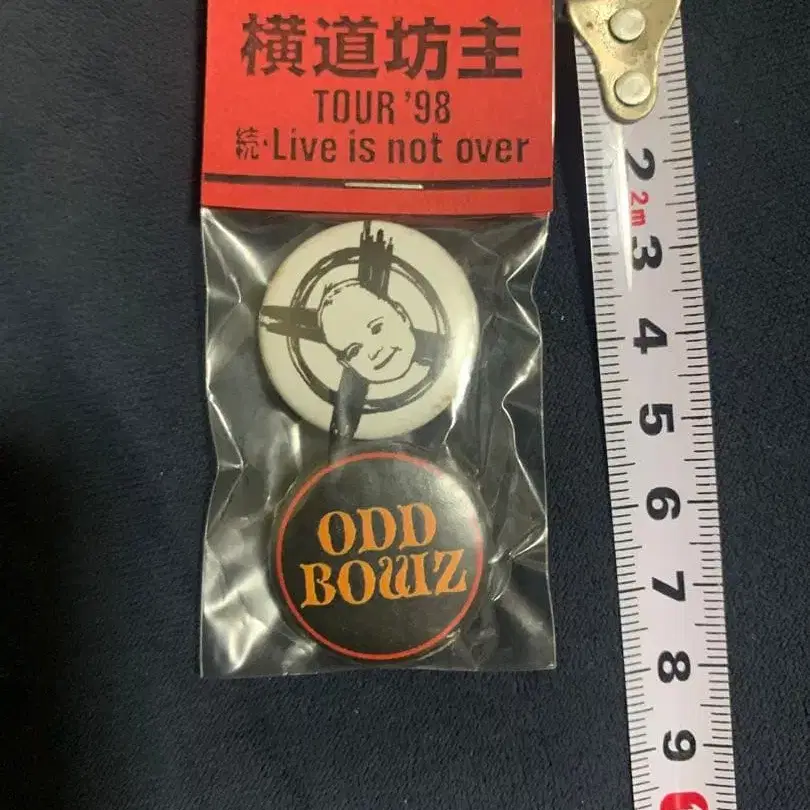 横道坊主
TOUR '98
続・Live is not over
ODD
BOWZ
2
2m
3
4
5
6
7
8
9